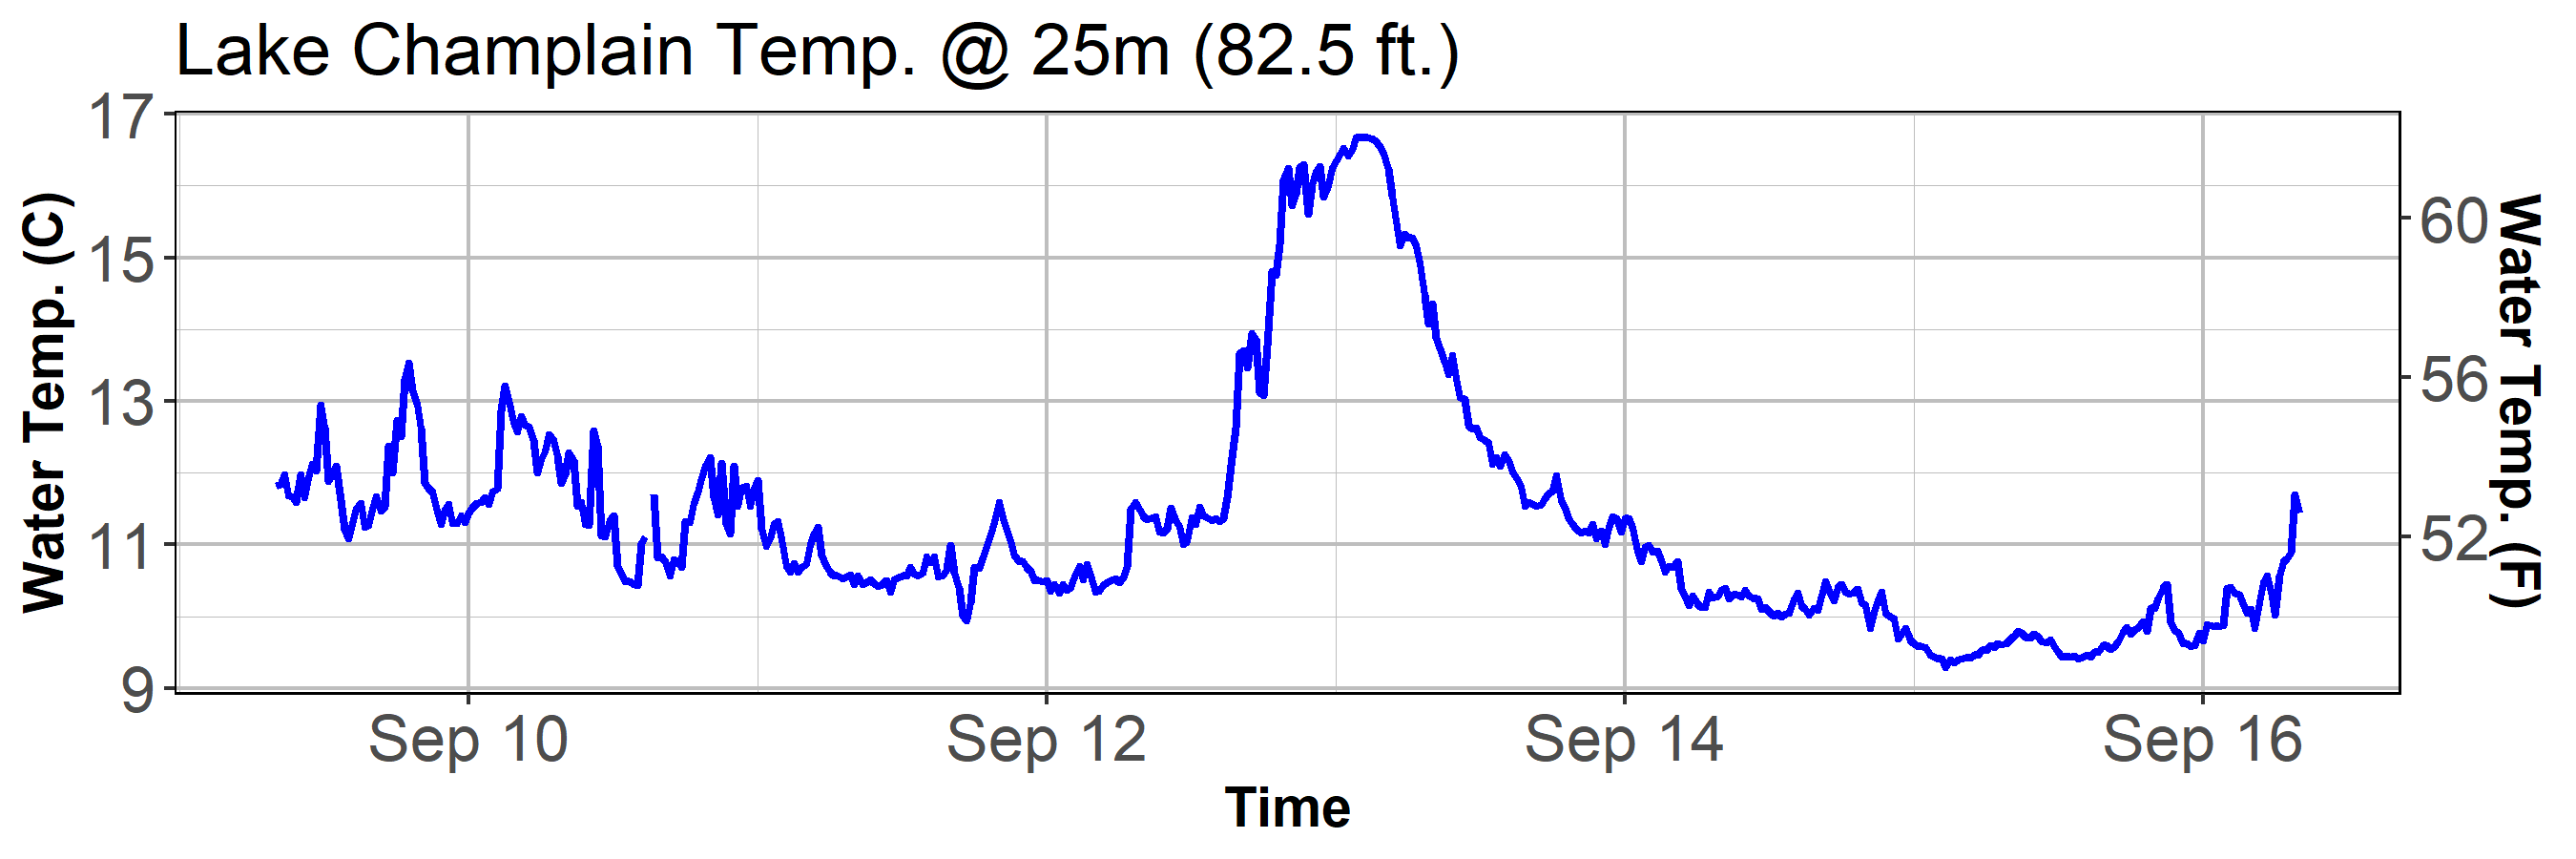 Lake Champlain Temp. @ 25m (82.5 ft.)
Water Temp. (C)
17
15
13
11
9
60
56
52
Water Temp. (F)
Sep 10
Sep 12
Sep 14
Sep 16
Time